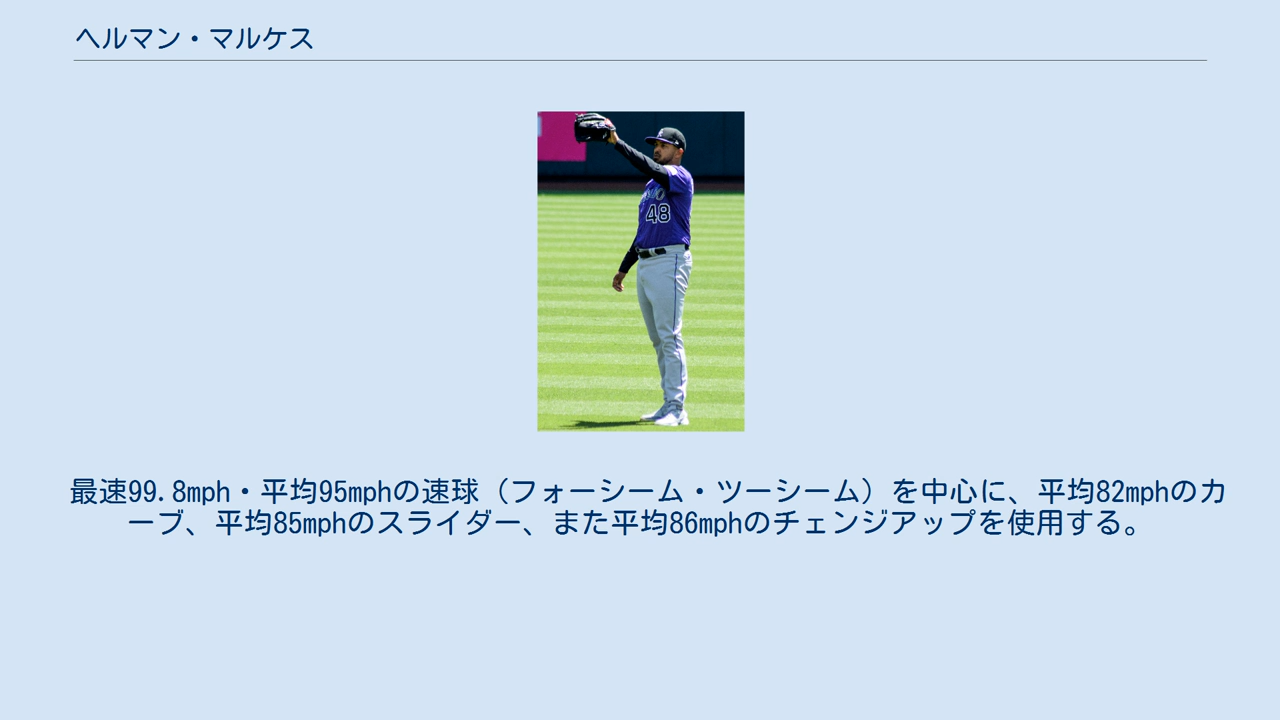 ヘルマン・マルケス
48
最速99.8mph・平均95mphの速球（フォーシーム・ツーシーム）を中心に、平均82mphのカ
ーブ、平均85mphのスライダー、また平均86mphのチェンジアップを使用する。